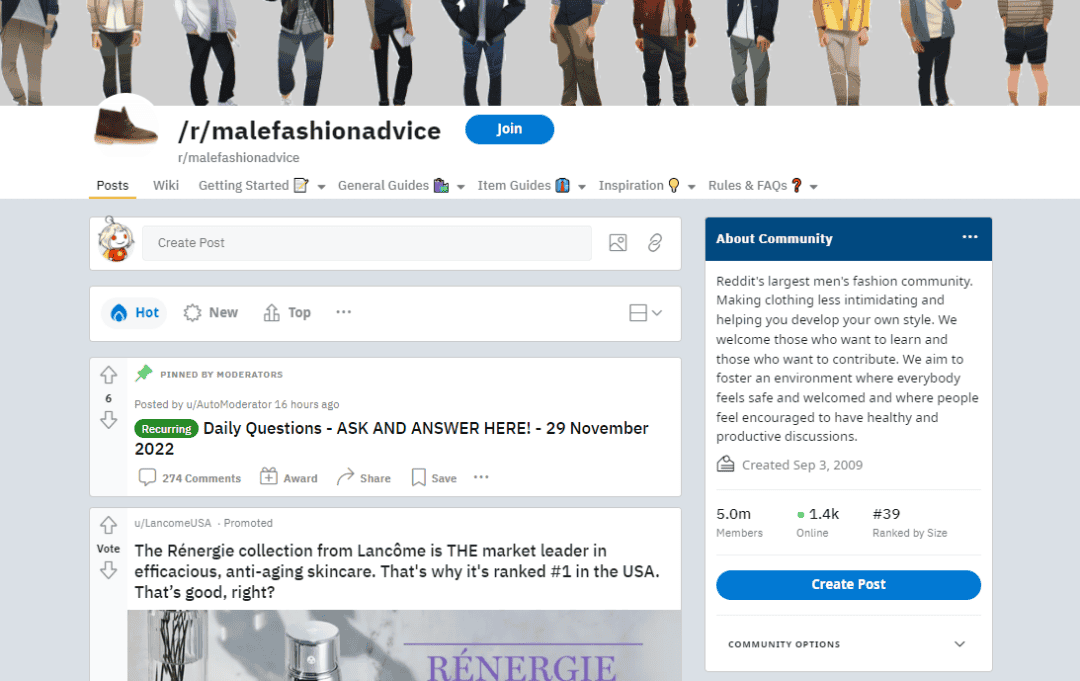 /r/malefashionadvice
Join
r/malefashionadvice
Posts Wiki Getting Started General Guides Item Guides Inspiration Rules & FAQs
Create Post
Hot New Top
PINNED BY MODERATORS
6
Posted by u/AutoModerator 16 hours ago
Recurring Daily Questions - ASK AND ANSWER HERE! - 29 November
2022
274 Comments Award Share Save
u/LancomeUSA · Promoted
Vote
The Rénergie collection from Lancôme is THE market leader in
efficacious, anti-aging skincare. That's why it's ranked #1 in the USA.
That’s good, right?
RÉNERGIE
About Community
Reddit's largest men's fashion community.
Making clothing less intimidating and
helping you develop your own style. We
welcome those who want to learn and
those who want to contribute. We aim to
foster an environment where everybody
feels safe and welcomed and where people
feel encouraged to have healthy and
productive discussions.
Created Sep 3, 2009
5.0m 1.4k #39
Members Online Ranked by Size
Create Post
COMMUNITY OPTIONS